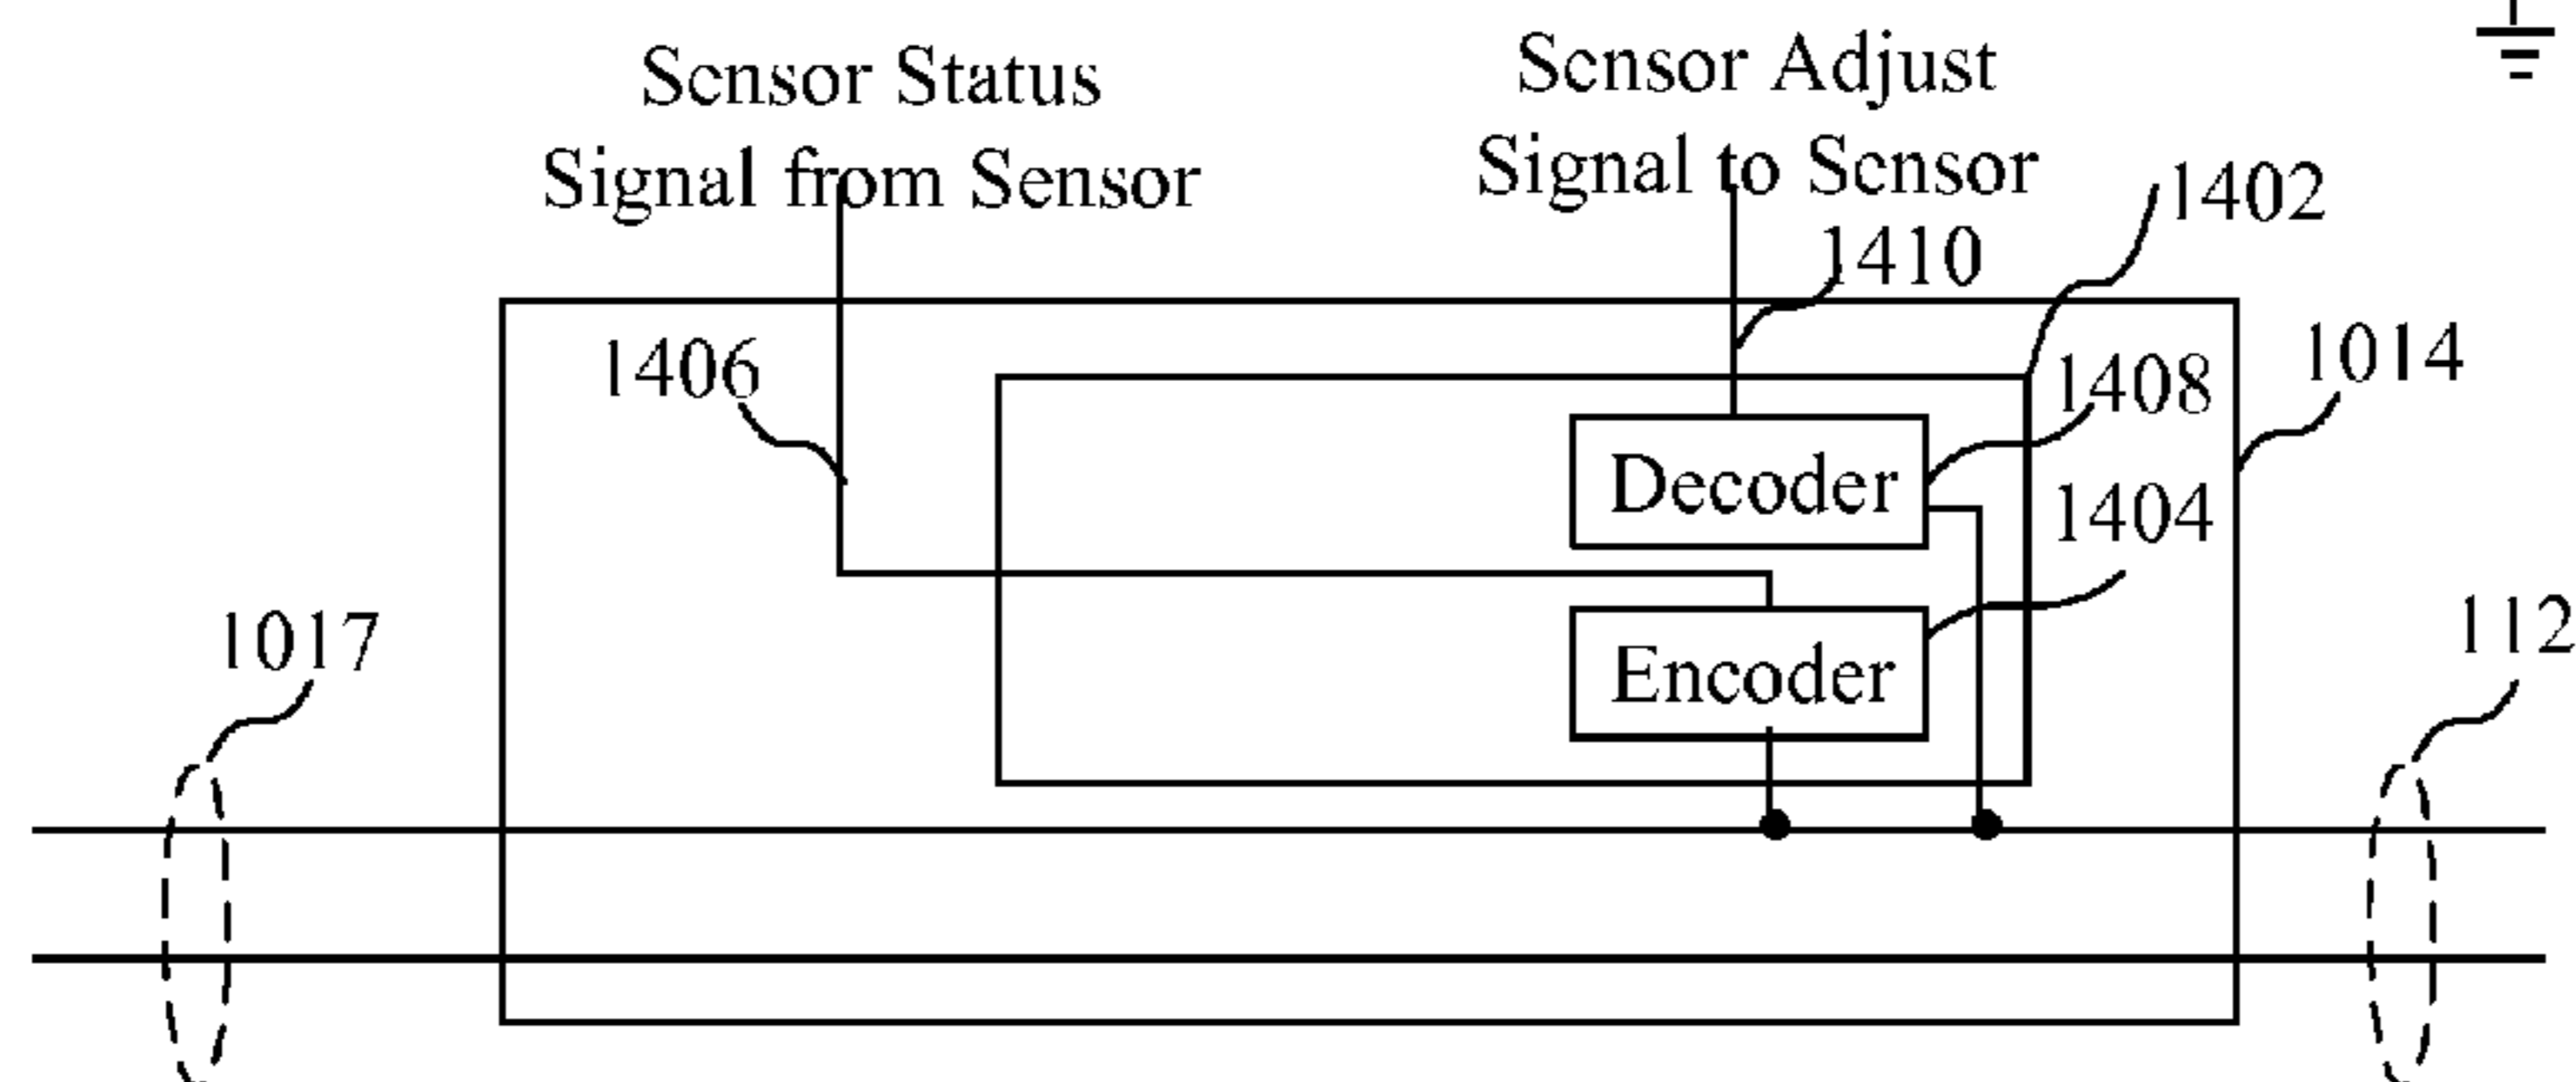 Sensor Status
Signal from Sensor
Sensor Adjust
Signal to Sensor
1402
1410
1406
1408
1014
Decoder
1404
1017
112
Encoder